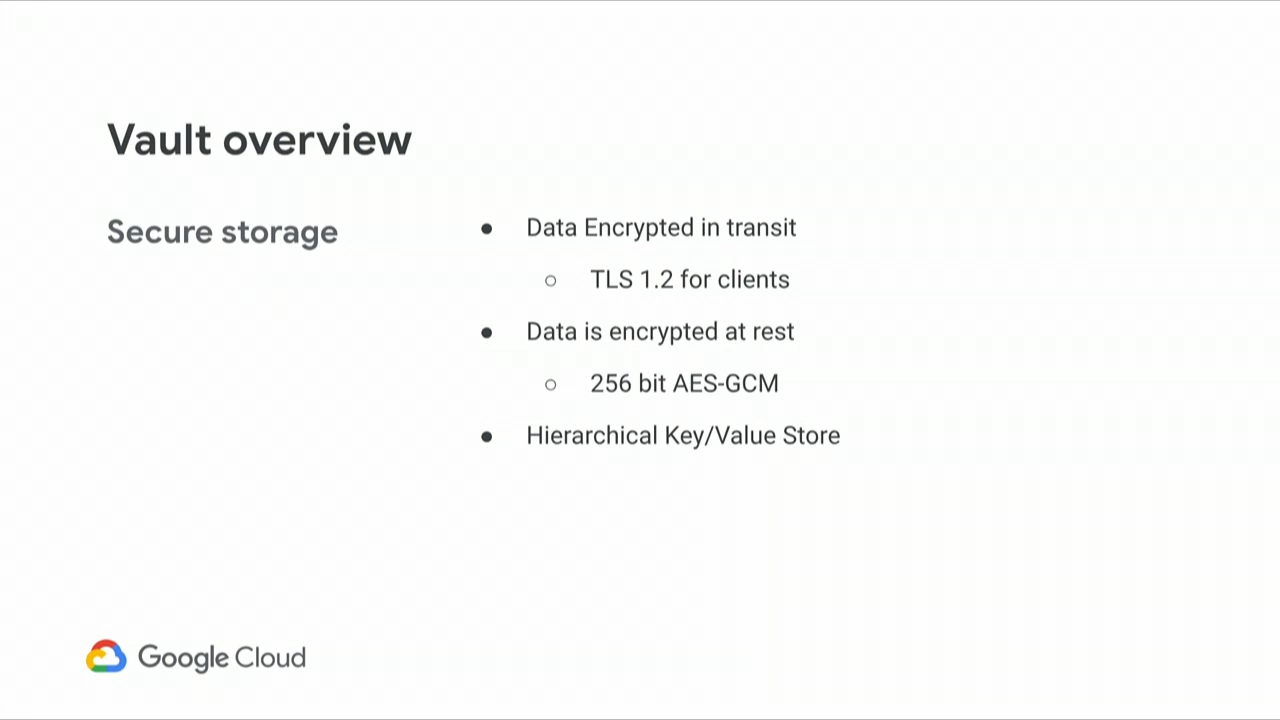 Vault overview
Secure storage
● Data Encrypted in transit
○ TLS 1.2 for clients
● Data is encrypted at rest
○ 256 bit AES-GCM
● Hierarchical Key/Value Store
Google Cloud